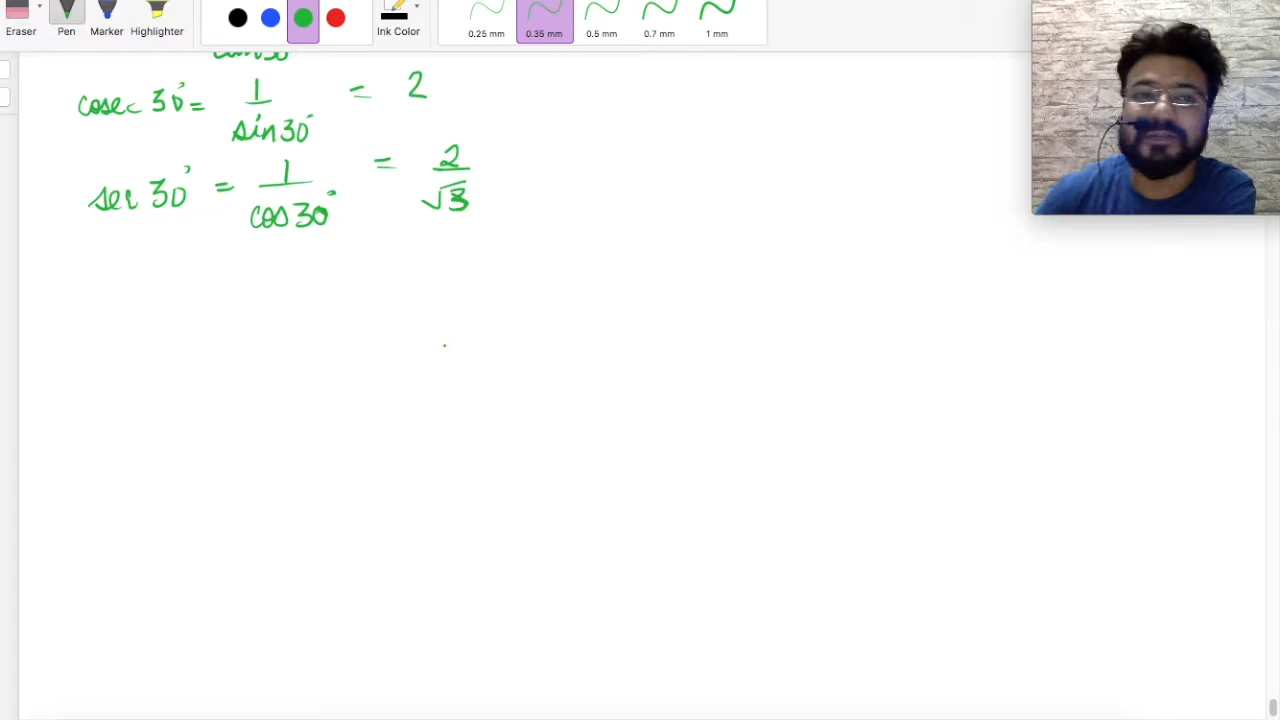 Eraser Pen Marker Highlighter Ink Color 0.25 mm 0.35 mm 0.5 mm 0.7 mm 1 mm
cosec 30° = 1/sin30° = 2
sec 30° = 1/cos30° = 2/√3